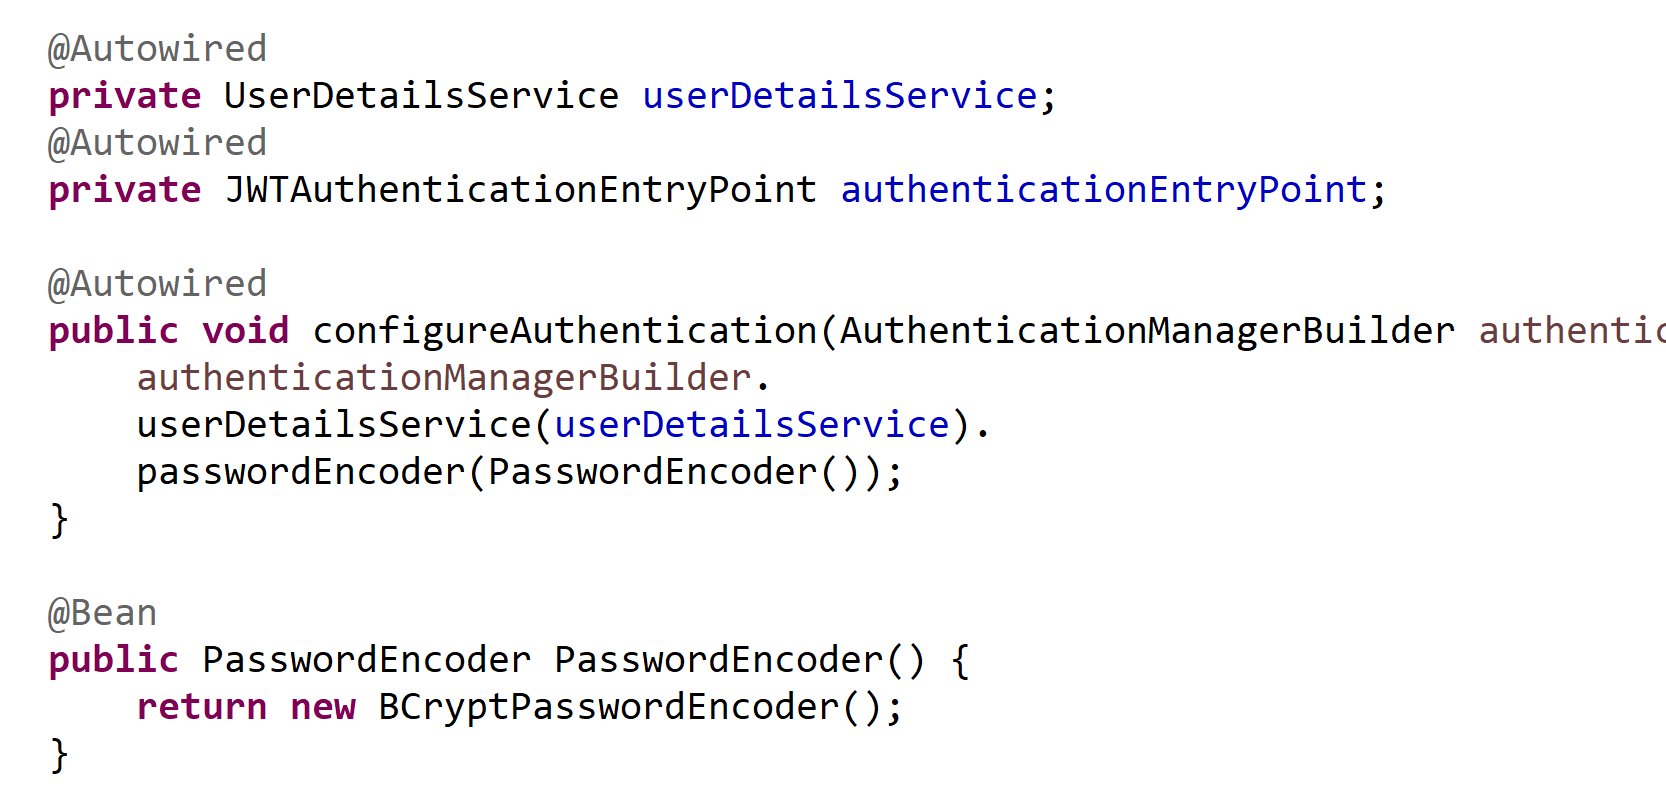 @Autowired
private UserDetailsService userDetailsService;
@Autowired
private JWTAuthenticationEntryPoint authenticationEntryPoint;
@Autowired
public void configureAuthentication(AuthenticationManagerBuilder
authenticationManagerBuilder.
userDetailsService(userDetailsService).
passwordEncoder(PasswordEncoder());
}
@Bean
public PasswordEncoder PasswordEncoder() {
return new BCryptPasswordEncoder();
}